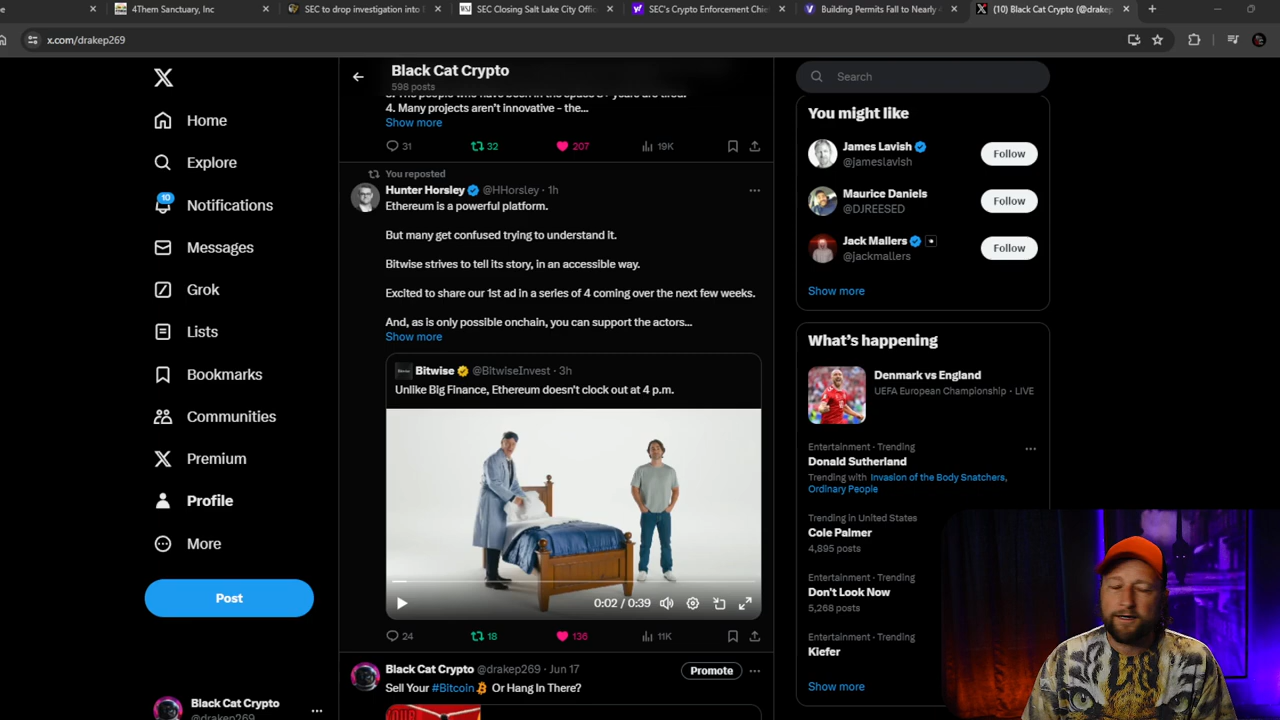 4Them Sanctuary, Inc
SEC to drop investigation into
SEC Closing Salt Lake City Offi
SEC's Crypto Enforcement Chie
Building Permits Fall to Nearly
(10) Black Cat Crypto (@drakep
x.com/drakep269
Home
Explore
10
Notifications
Messages
Grok
Lists
Bookmarks
Communities
Premium
Profile
More
Post
Black Cat Crypto
@drakep269
Black Cat Crypto
598 posts
4. Many projects aren't innovative - the...
Show more
31
32
207
19K
You reposted
Hunter Horsley @HHorsley · 1h
Ethereum is a powerful platform.
But many get confused trying to understand it.
Bitwise strives to tell its story, in an accessible way.
Excited to share our 1st ad in a series of 4 coming over the next few weeks.
And, as is only possible onchain, you can support the actors...
Show more
Bitwise @BitwiseInvest · 3h
Unlike Big Finance, Ethereum doesn't clock out at 4 p.m.
0:02 / 0:39
24
18
136
11K
Black Cat Crypto @drakep269 · Jun 17
Promote
Sell Your #Bitcoin Or Hang In There?
Search
You might like
James Lavish
@jameslavish
Follow
Maurice Daniels
@DJREESED
Follow
Jack Mallers
@jackmallers
Follow
Show more
What's happening
Denmark vs England
UEFA European Championship · LIVE
Entertainment · Trending
Donald Sutherland
Trending with Invasion of the Body Snatchers,
Ordinary People
Trending in United States
Cole Palmer
4,895 posts
Entertainment · Trending
Don't Look Now
5,268 posts
Entertainment · Trending
Kiefer
Show more